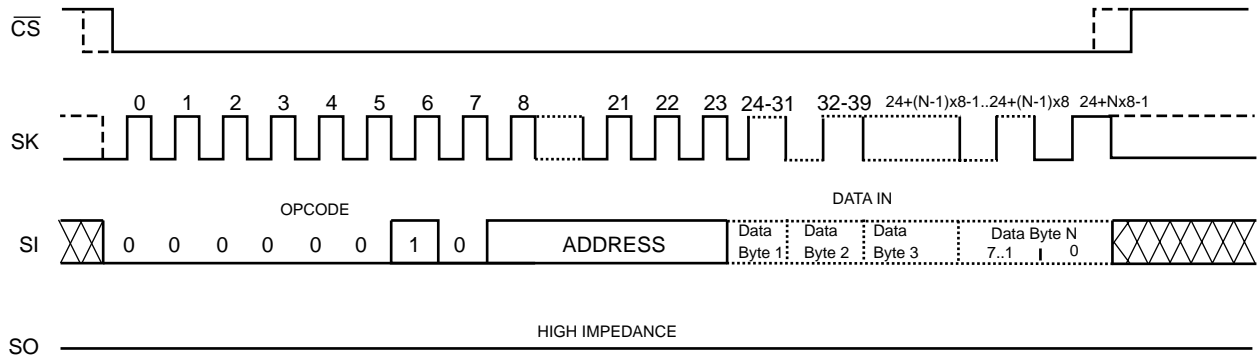 CS
0 1 2 3 4 5 6 7 8 21 22 23 24-31 32-39 24+(N-1)x8-1..24+(N-1)x8 24+Nx8-1
SK
OPCODE DATA IN
SI 0 0 0 0 0 0 1 0 ADDRESS Data Data Data Data Byte N
Byte 1 Byte 2 Byte 3 7..1 0
HIGH IMPEDANCE
SO